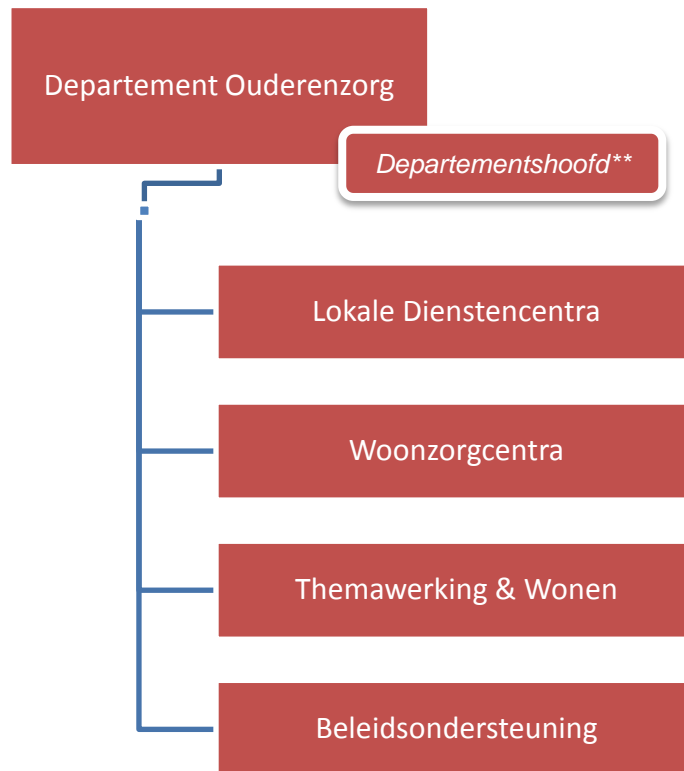 Departement Ouderenzorg
Departementshoofd**
Lokale Dienstencentra
Woonzorgcentra
Themawerking & Wonen
Beleidsondersteuning